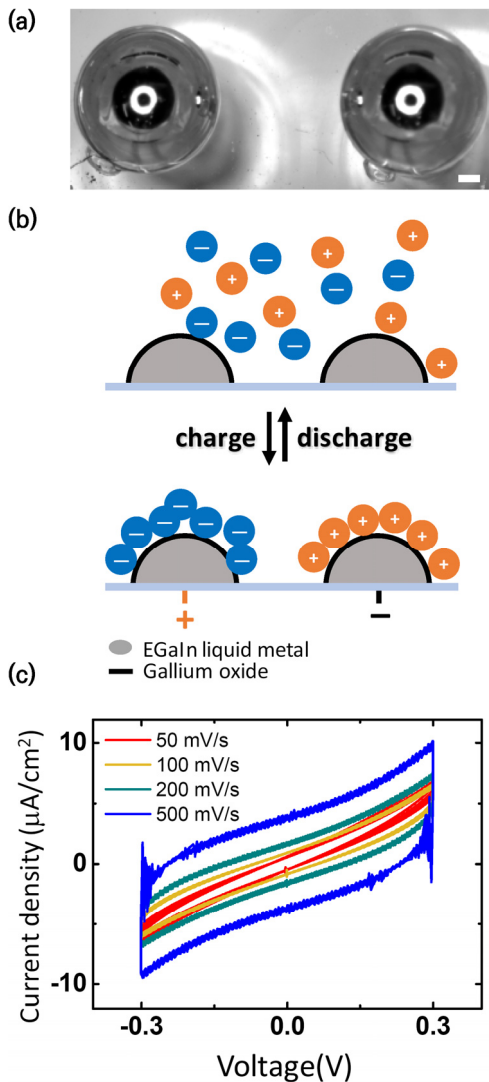 (a)
(b)
charge discharge
+ −
EGaIn liquid metal
Gallium oxide
(c)
50 mV/s
100 mV/s
200 mV/s
500 mV/s
10
0
-10
Current density (μA/cm²)
-0.3 0.0 0.3
Voltage(V)